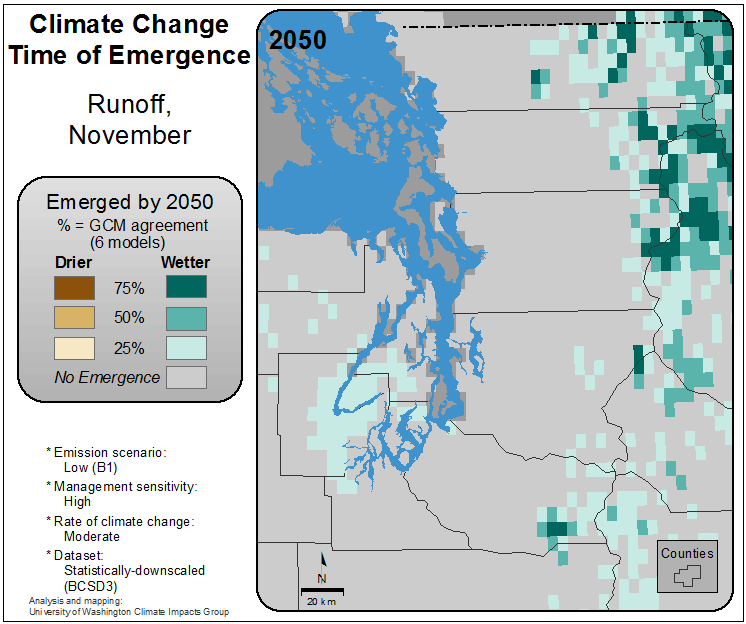 Climate Change
Time of Emergence
Runoff,
November
Emerged by 2050
% = GCM agreement
(6 models)
Drier Wetter
75%
50%
25%
No Emergence
* Emission scenario:
Low (B1)
* Management sensitivity:
High
* Rate of climate change:
Moderate
* Dataset:
Statistically-downscaled
(BCSD3)
Analysis and mapping:
University of Washington Climate Impacts Group
2050
N
20 km
Counties